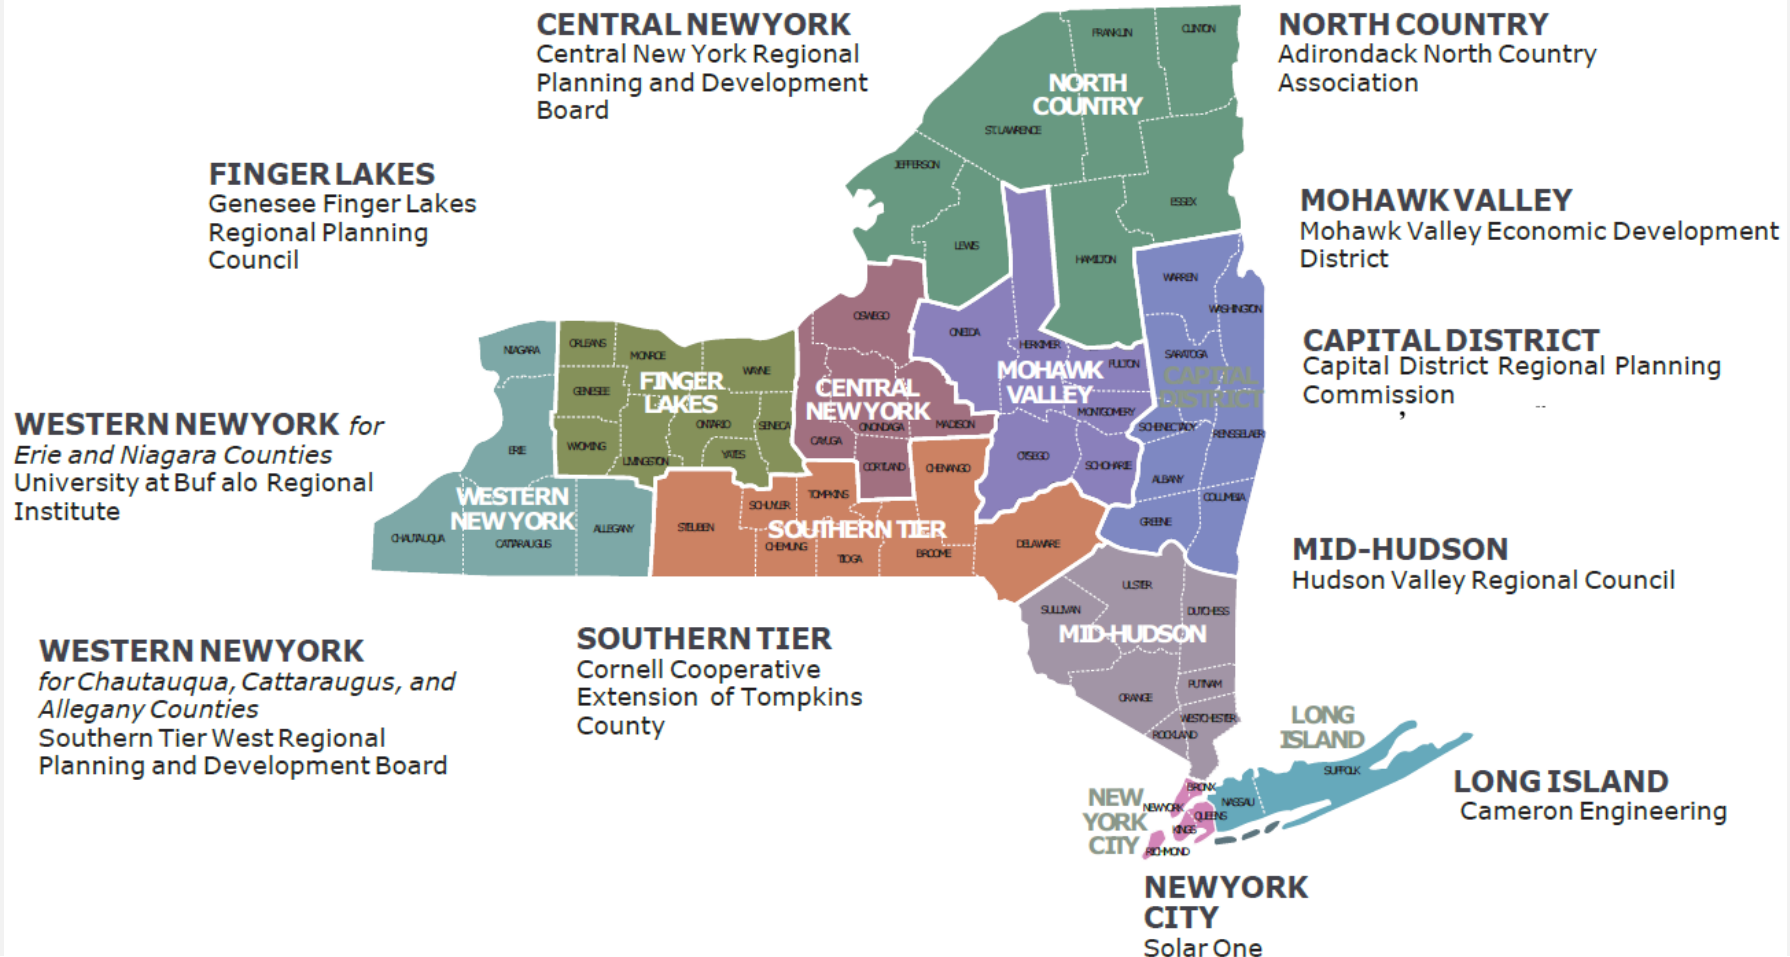 CENTRAL NEW YORK
Central New York Regional
Planning and Development
Board
NORTH COUNTRY
Adirondack North Country
Association
FINGER LAKES
Genesee Finger Lakes
Regional Planning
Council
MOHAWK VALLEY
Mohawk Valley Economic Development
District
CAPITAL DISTRICT
Capital District Regional Planning
Commission
WESTERN NEW YORK for
Erie and Niagara Counties
University at Buf alo Regional
Institute
MID-HUDSON
Hudson Valley Regional Council
WESTERN NEW YORK
for Chautauqua, Cattaraugus, and
Allegany Counties
Southern Tier West Regional
Planning and Development Board
SOUTHERN TIER
Cornell Cooperative
Extension of Tompkins
County
LONG ISLAND
Cameron Engineering
NEW YORK
CITY
Solar One
NORTH
COUNTRY
FRANKLIN
CLINTON
ST. LAWRENCE
JEFFERSON
LEWIS
ESSEX
HAMILTON
MOHAWK
VALLEY
ONEIDA
HERKIMER
FULTON
MONTGOMERY
OTSEGO
SCHOHARIE
CAPITAL
DISTRICT
WARREN
WASHINGTON
SARATOGA
SCHENECTADY
RENSSELAER
ALBANY
COLUMBIA
GREENE
CENTRAL
NEW YORK
OSWEGO
ONONDAGA
MADISON
CAYUGA
CORTLAND
FINGER
LAKES
ORLEANS
MONROE
WAYNE
GENESEE
ONTARIO
SENECA
WYOMING
LIVINGSTON
YATES
WESTERN
NEW YORK
NIAGARA
ERIE
CHAUTAUQUA
CATTARAUGUS
ALLEGANY
SOUTHERN TIER
STEUBEN
SCHUYLER
TOMPKINS
CHEMUNG
TIOGA
BROOME
CHENANGO
DELAWARE
MID-HUDSON
ULSTER
SULLIVAN
DUTCHESS
ORANGE
PUTNAM
WESTCHESTER
ROCKLAND
LONG
ISLAND
SUFFOLK
NASSAU
NEW
YORK
CITY
BRONX
NEW YORK
QUEENS
KINGS
RICHMOND